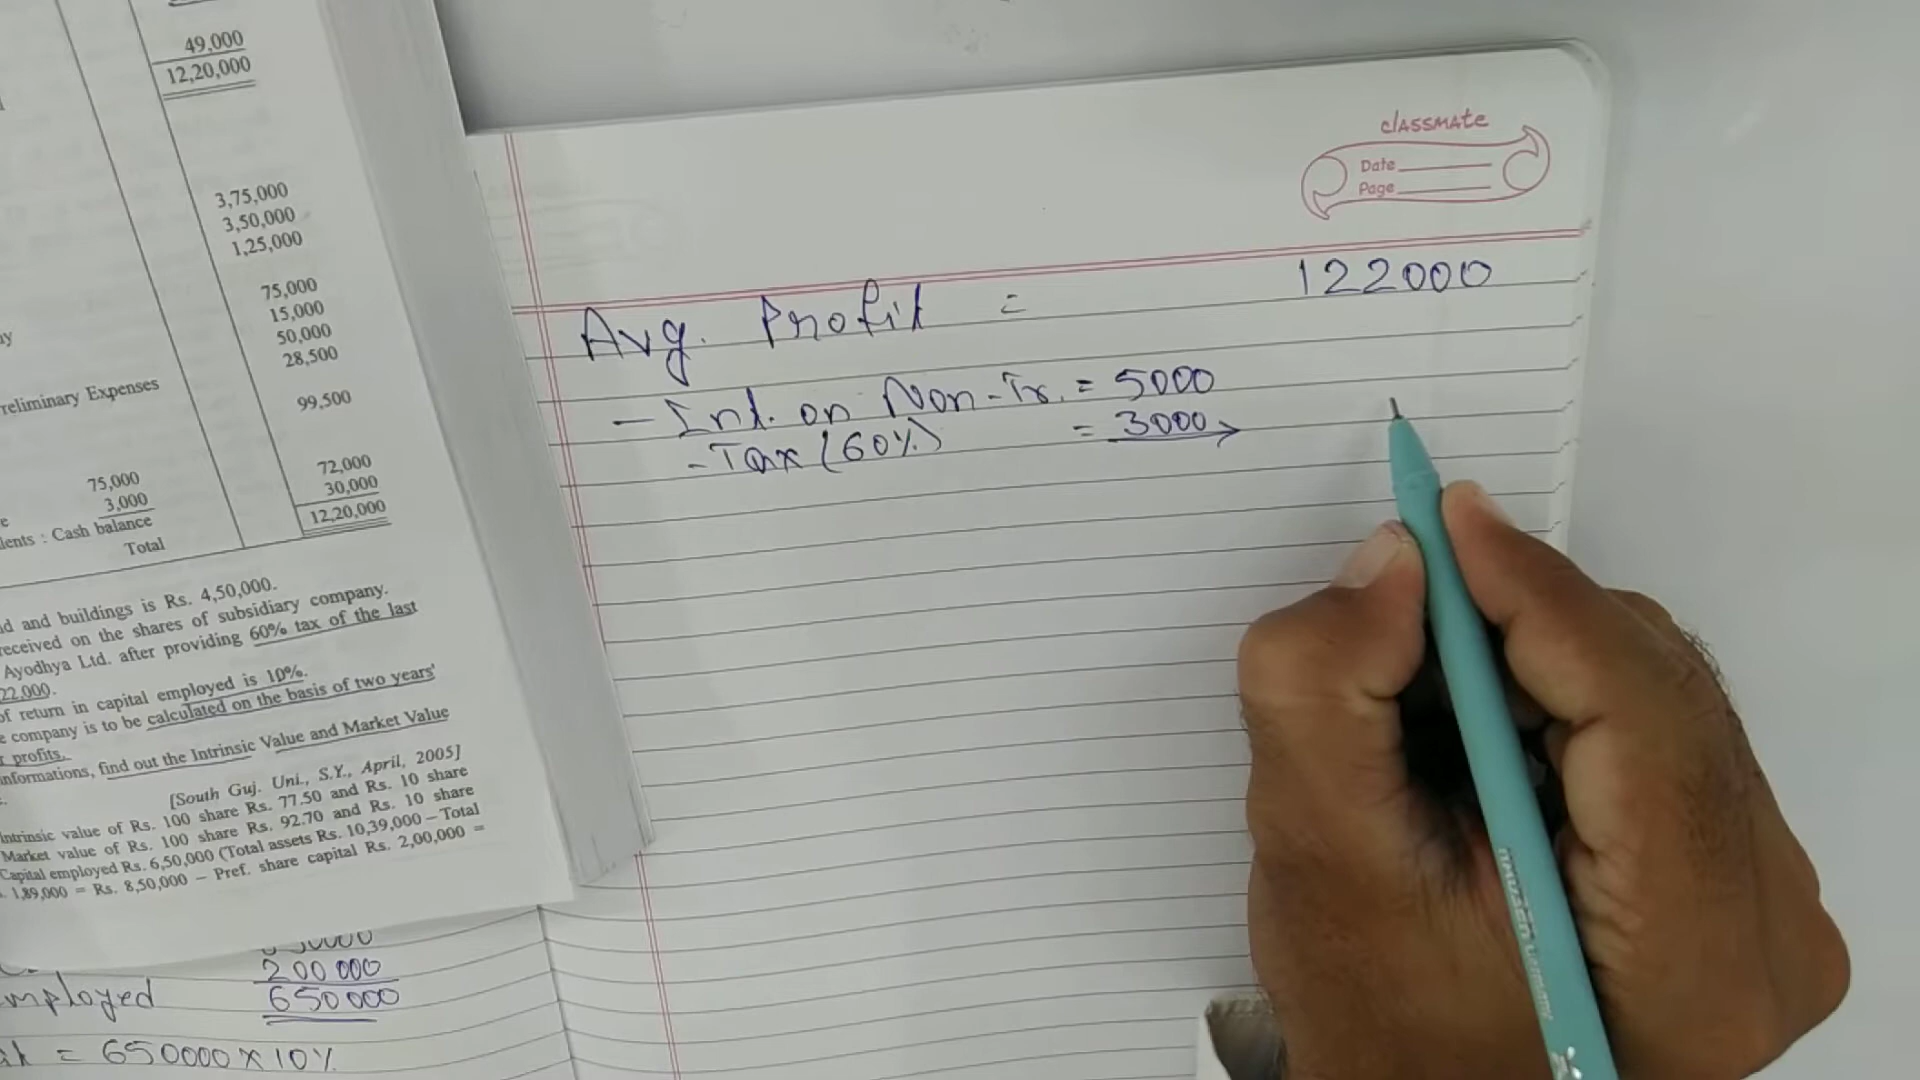 49,000
12,20,000
3,75,000
3,50,000
1,25,000
75,000
15,000
50,000
28,500
reliminary Expenses
99,500
75,000
3,000
72,000
30,000
lents : Cash balance
12,20,000
Total
d and buildings is Rs. 4,50,000.
received on the shares of subsidiary company.
Ayodhya Ltd. after providing 60% tax of the last
22,000.
of return in capital employed is 10%.
e company is to be calculated on the basis of two years'
r profits.
informations, find out the Intrinsic Value and Market Value
[South Guj. Uni., S.Y., April, 2005]
Intrinsic value of Rs. 100 share Rs. 77.50 and Rs. 10 share
Market value of Rs. 100 share Rs. 92.70 and Rs. 10 share
Capital employed Rs. 6,50,000 (Total assets Rs. 10,39,000 – Total
. 1,89,000 = Rs. 8,50,000 – Pref. share capital Rs. 2,00,000 =
200 000
mployed 650000
= 650000 x 10%
classmate
Date
Page
Avg. Profit = 122000
- Int. on Non-Tr. = 5000
- Tax (60%) = 3000